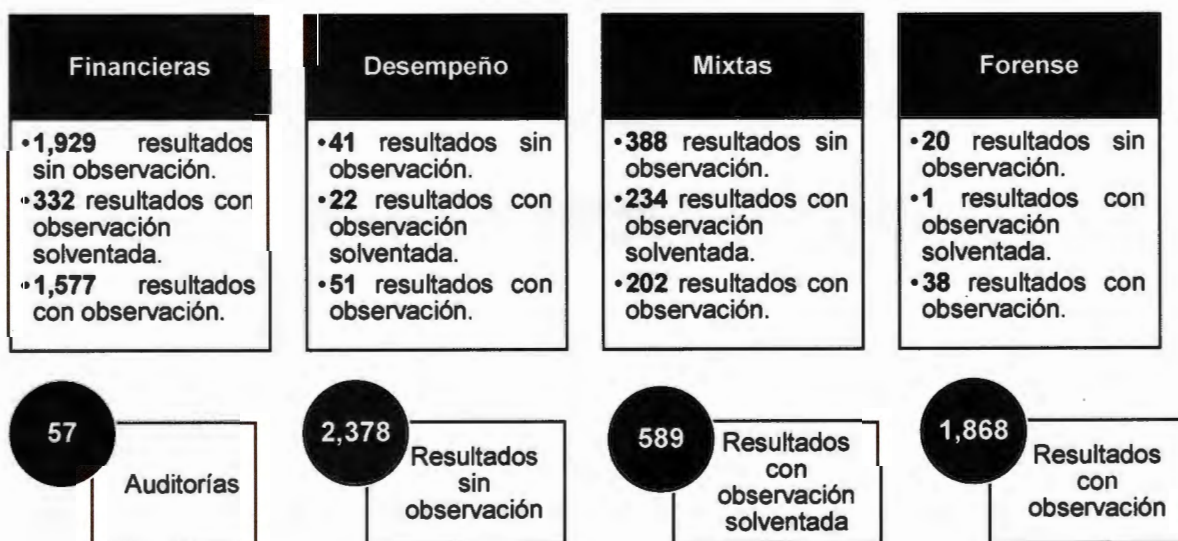 Financieras
•1,929 resultados
sin observación.
•332 resultados con
observación
solventada.
•1,577 resultados
con observación.
Desempeño
•41 resultados sin
observación.
•22 resultados con
observación
solventada.
•51 resultados con
observación.
Mixtas
•388 resultados sin
observación.
•234 resultados con
observación
solventada.
•202 resultados con
observación.
Forense
•20 resultados sin
observación.
•1 resultados con
observación
solventada.
•38 resultados con
observación.
57
Auditorías
2,378
Resultados
sin
observación
589
Resultados
con
observación
solventada
1,868
Resultados
con
observación